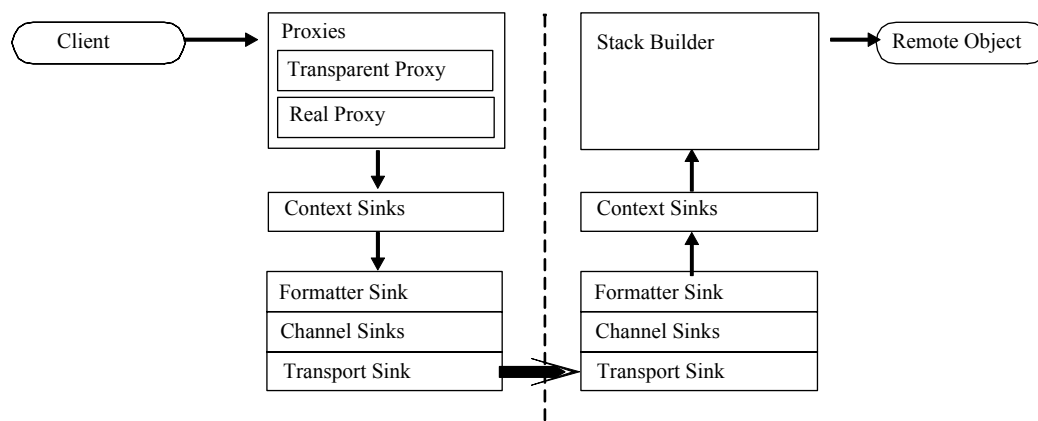 Client
Proxies
Transparent Proxy
Real Proxy
Context Sinks
Formatter Sink
Channel Sinks
Transport Sink
Stack Builder
Remote Object
Context Sinks
Formatter Sink
Channel Sinks
Transport Sink